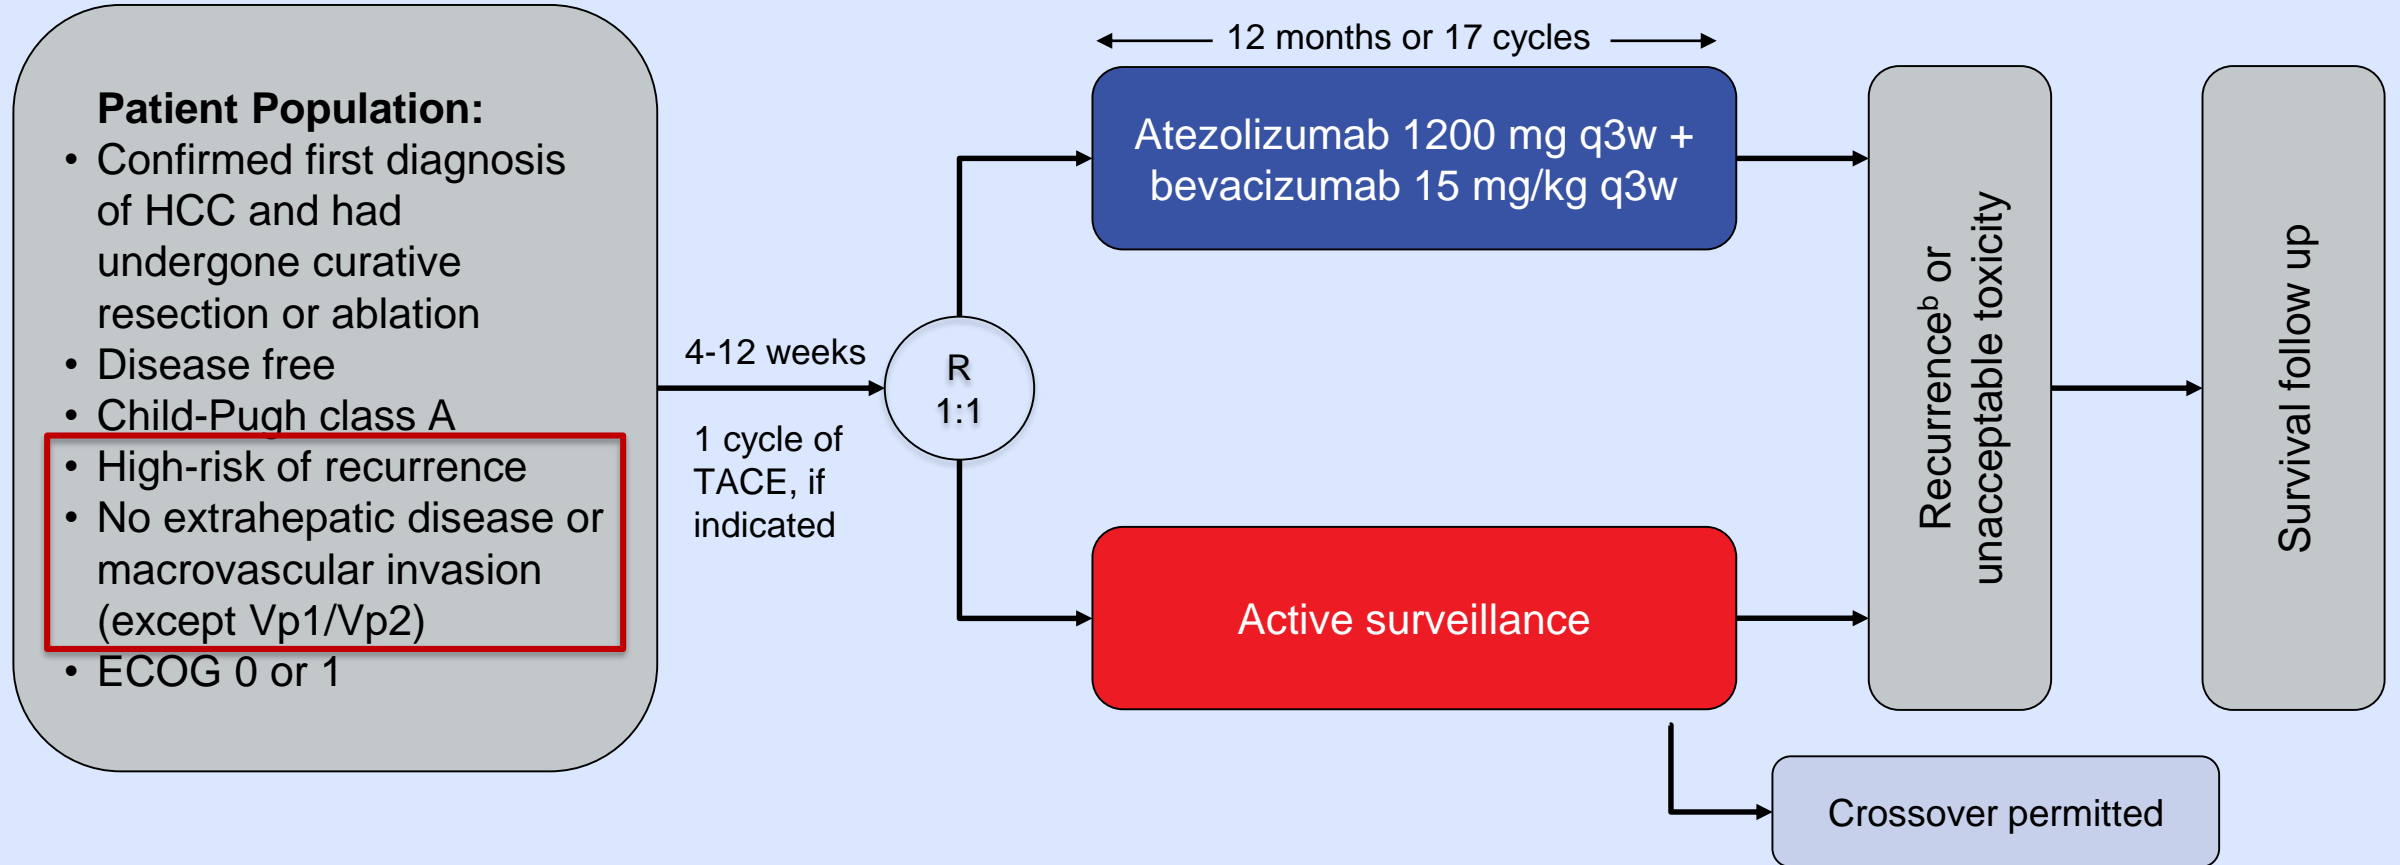 Patient Population:
• Confirmed first diagnosis
of HCC and had
undergone curative
resection or ablation
• Disease free
• Child-Pugh class A
• High-risk of recurrence
• No extrahepatic disease or
macrovascular invasion
(except Vp1/Vp2)
• ECOG 0 or 1
4-12 weeks
1 cycle of
TACE, if
indicated
R
1:1
12 months or 17 cycles
Atezolizumab 1200 mg q3w +
bevacizumab 15 mg/kg q3w
Active surveillance
Crossover permitted
Recurrenceᵇ or
unacceptable toxicity
Survival follow up